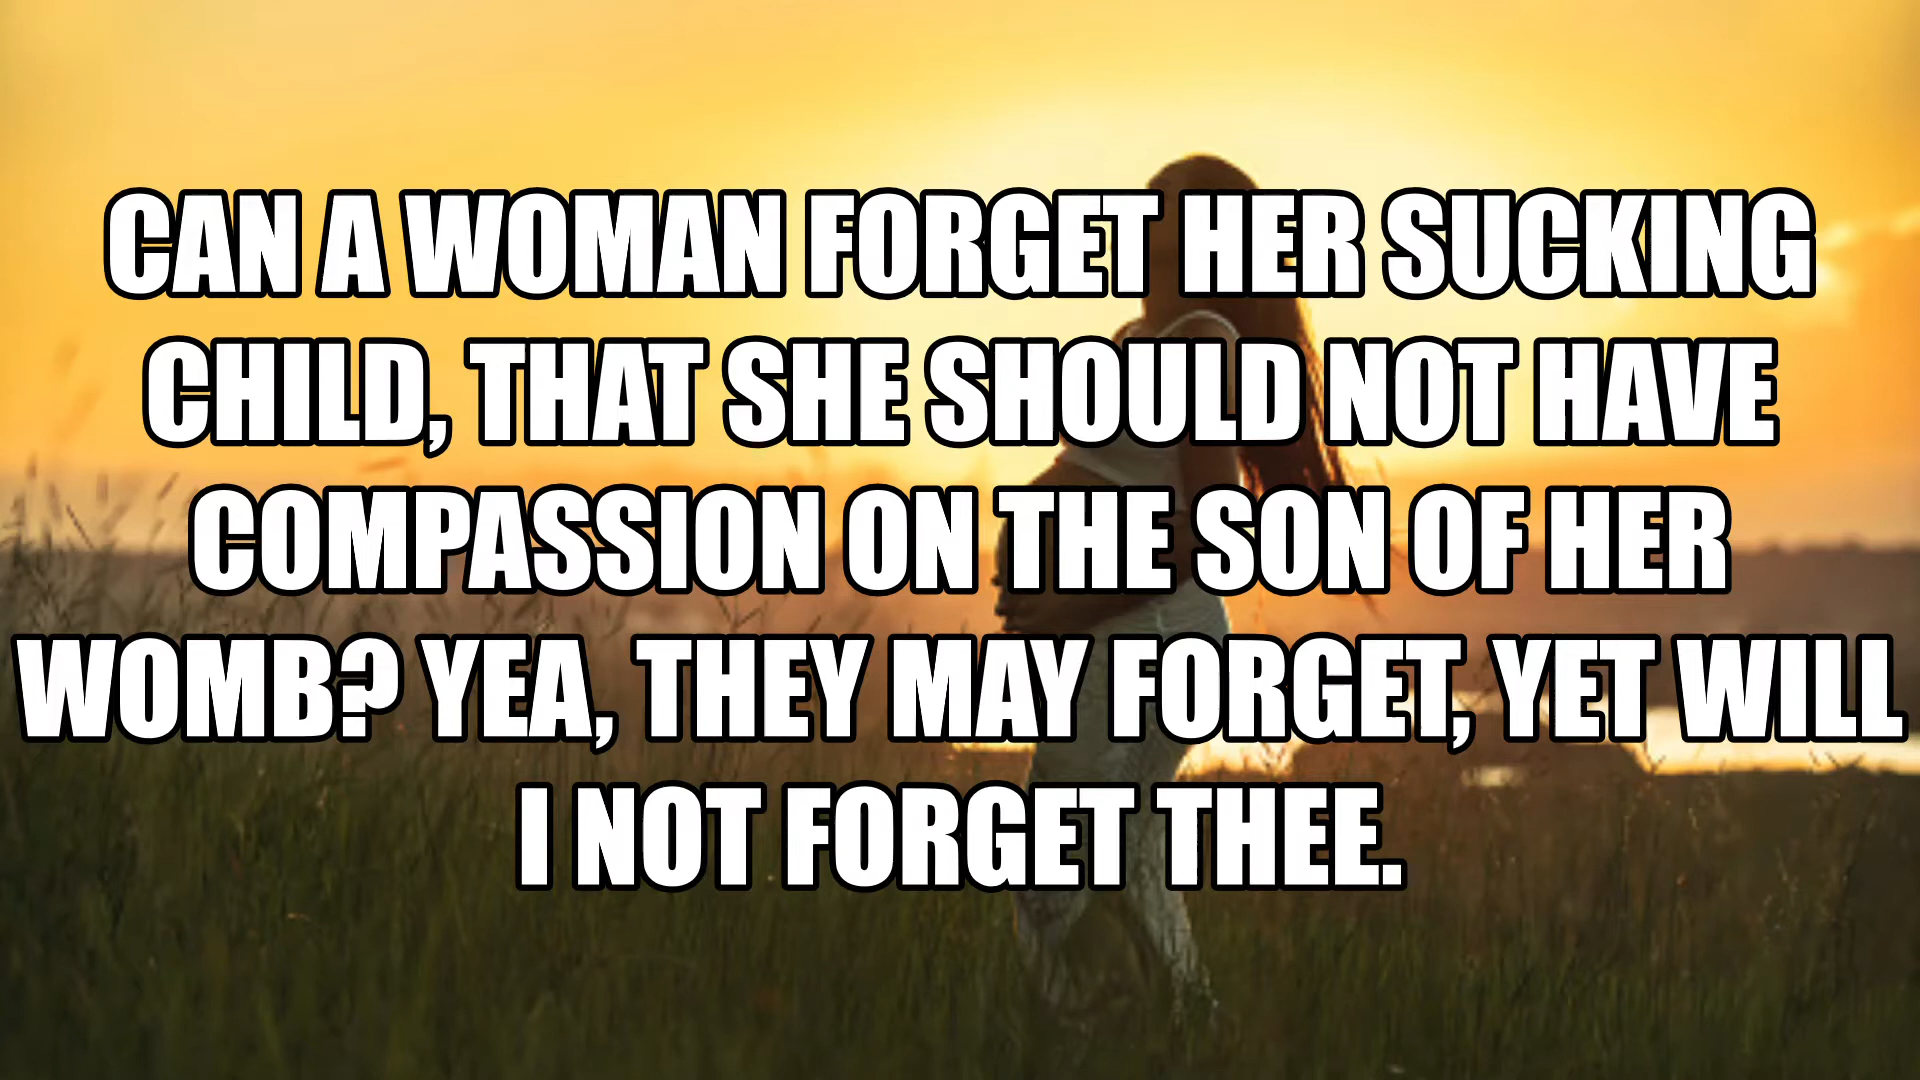 CAN A WOMAN FORGET HER SUCKING
CHILD, THAT SHE SHOULD NOT HAVE
COMPASSION ON THE SON OF HER
WOMB? YEA, THEY MAY FORGET, YET WILL
I NOT FORGET THEE.